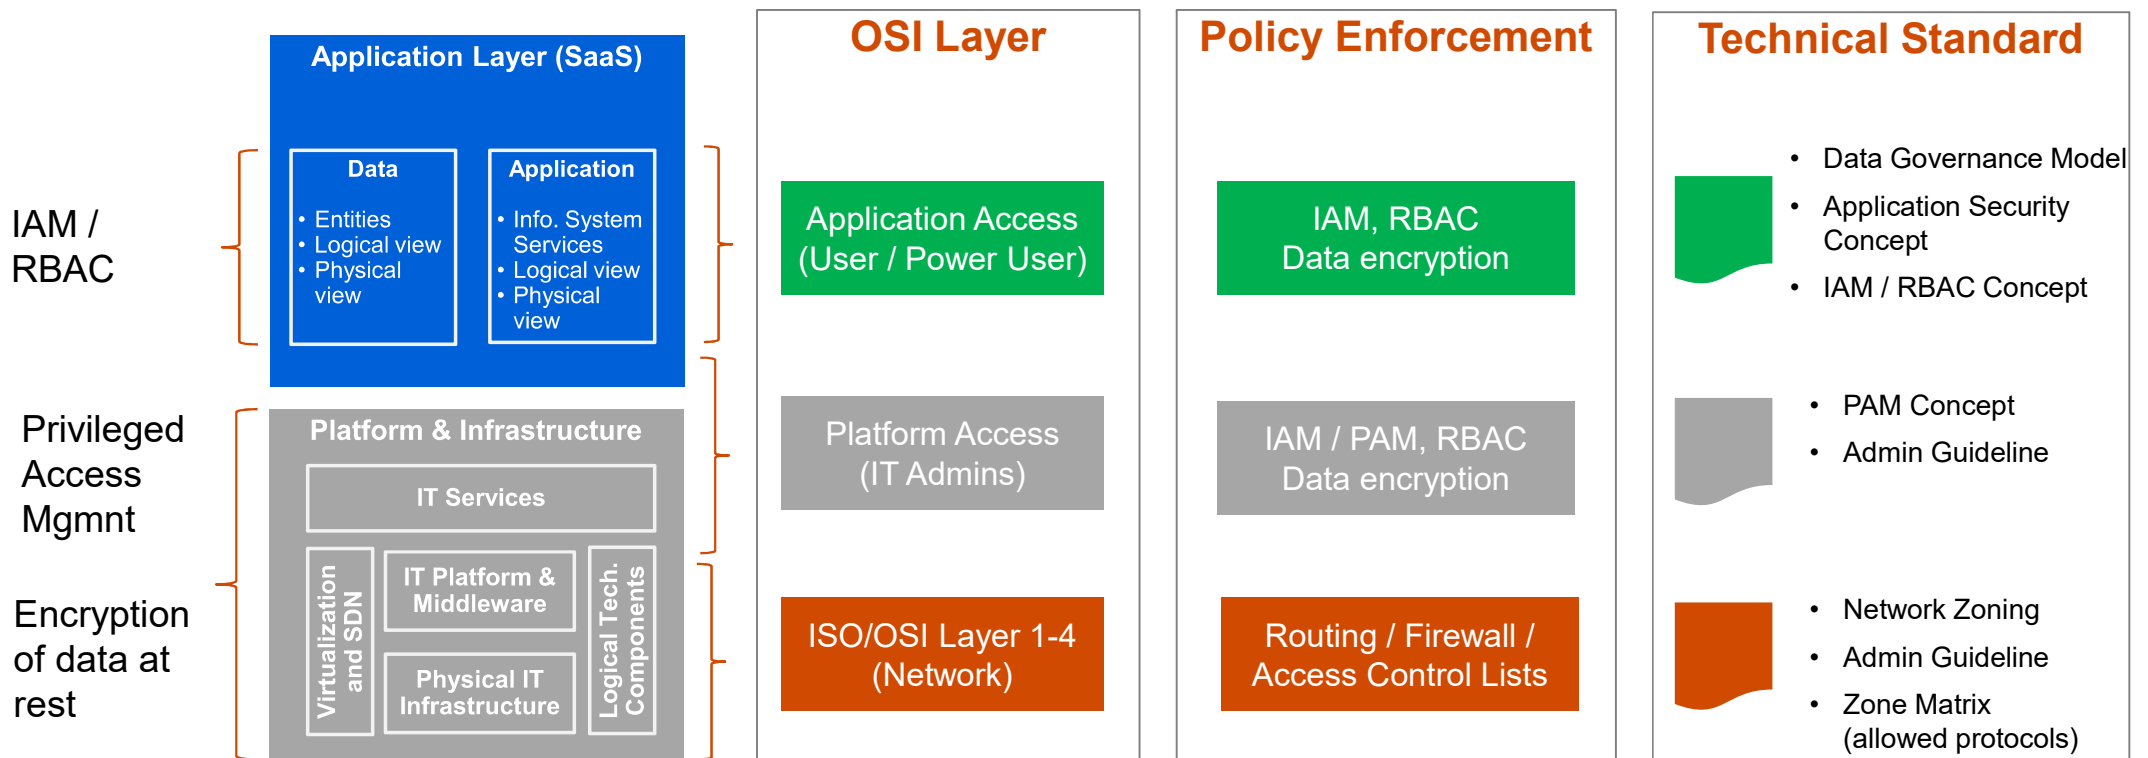 IAM /
RBAC
Privileged
Access
Mgmnt
Encryption
of data at
rest
Application Layer (SaaS)
Data
• Entities
• Logical view
• Physical
view
Application
• Info. System
Services
• Logical view
• Physical
view
Platform & Infrastructure
IT Services
Virtualization
and SDN
IT Platform &
Middleware
Physical IT
Infrastructure
Logical Tech.
Components
OSI Layer
Application Access
(User / Power User)
Platform Access
(IT Admins)
ISO/OSI Layer 1-4
(Network)
Policy Enforcement
IAM, RBAC
Data encryption
IAM / PAM, RBAC
Data encryption
Routing / Firewall /
Access Control Lists
Technical Standard
• Data Governance Model
• Application Security
Concept
• IAM / RBAC Concept
• PAM Concept
• Admin Guideline
• Network Zoning
• Admin Guideline
• Zone Matrix
(allowed protocols)